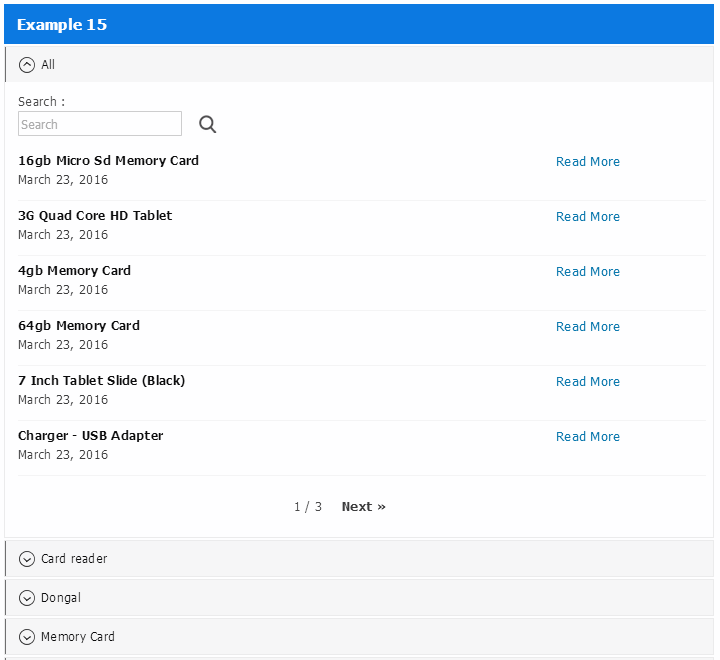 Example 15
All
Search :
Search
16gb Micro Sd Memory Card
Read More
March 23, 2016
3G Quad Core HD Tablet
Read More
March 23, 2016
4gb Memory Card
Read More
March 23, 2016
64gb Memory Card
Read More
March 23, 2016
7 Inch Tablet Slide (Black)
Read More
March 23, 2016
Charger - USB Adapter
Read More
March 23, 2016
1 / 3 Next »
Card reader
Dongal
Memory Card